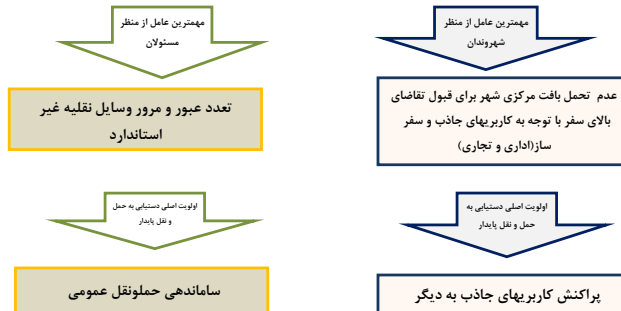 مهمترین عامل از منظر
شهروندان
عدم تحمل بافت مرکزی شهر برای قبول تقاضای
بالای سفر با توجه به کاربریهای جاذب و سفر
ساز(اداری و تجاری)
اولویت اصلی دستیابی به
حمل و نقل پایدار
پراکنش کاربریهای جاذب به دیگر
مهمترین عامل از منظر
مسئولان
تعدد عبور و مرور وسایل نقلیه غیر
استاندارد
اولویت اصلی دستیابی به حمل
و نقل پایدار
ساماندهی حملونقل عمومی